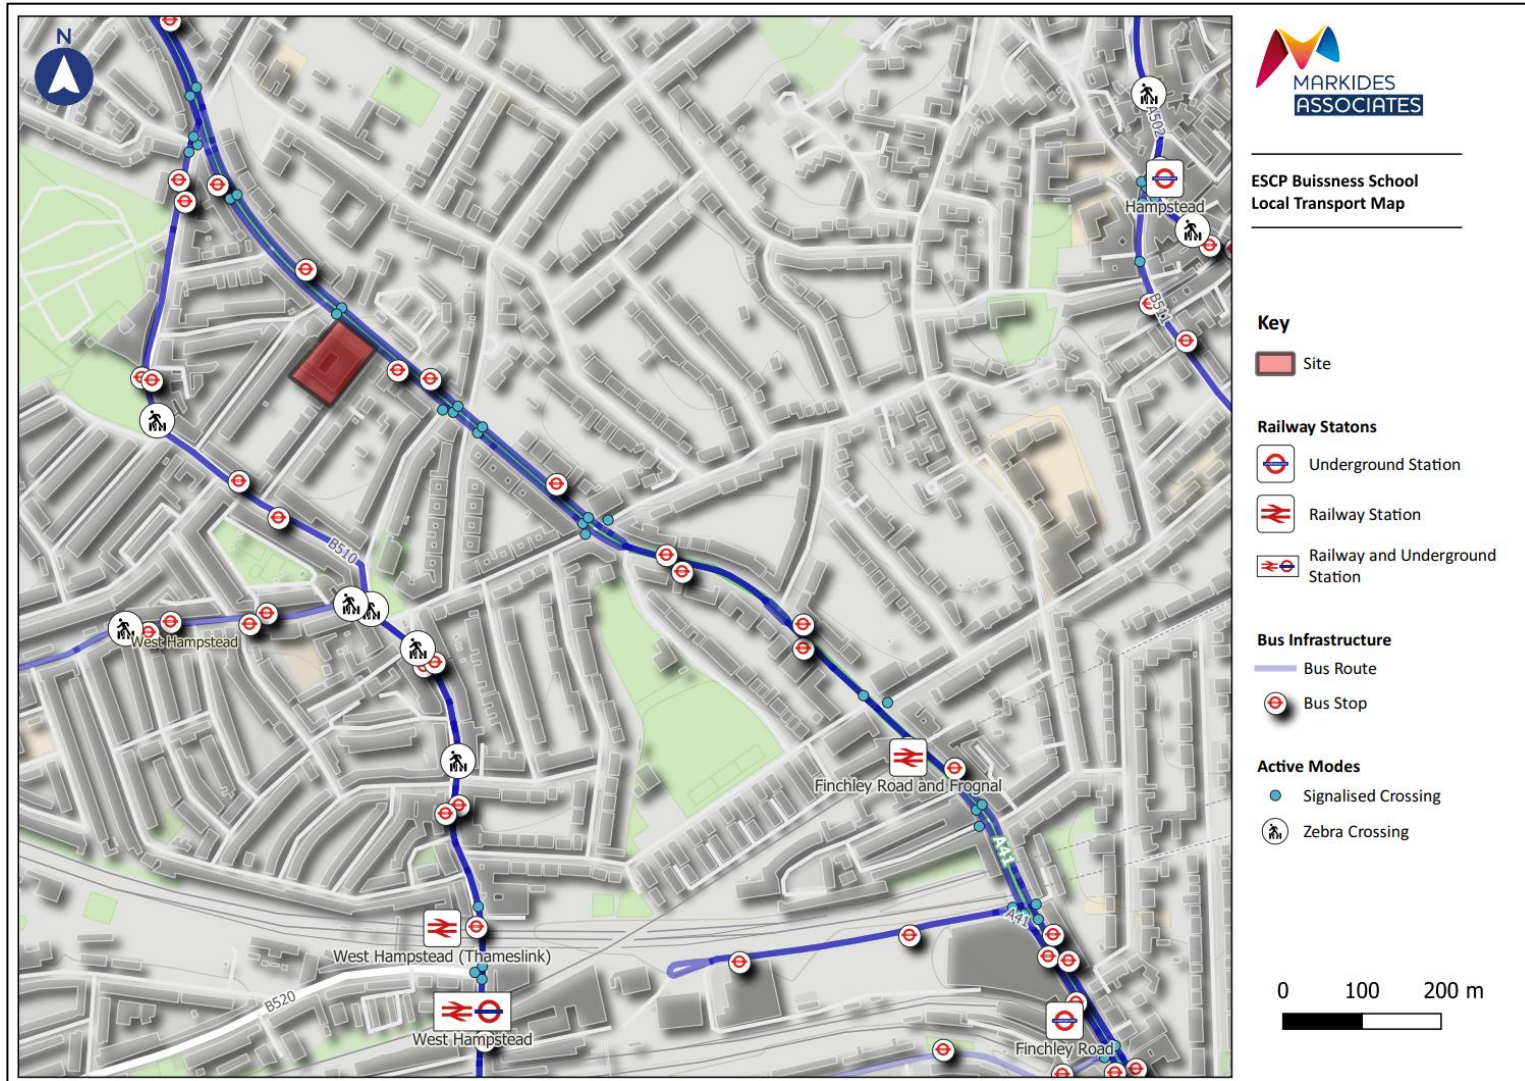 N
A502
Hampstead
B511
B510
West Hampstead
Finchley Road and Frognal
A41
A41
West Hampstead (Thameslink)
B520
West Hampstead
Finchley Road
MARKIDES
ASSOCIATES
ESCP Buissness School
Local Transport Map
Key
Site
Railway Statons
Underground Station
Railway Station
Railway and Underground
Station
Bus Infrastructure
Bus Route
Bus Stop
Active Modes
Signalised Crossing
Zebra Crossing
0 100 200 m